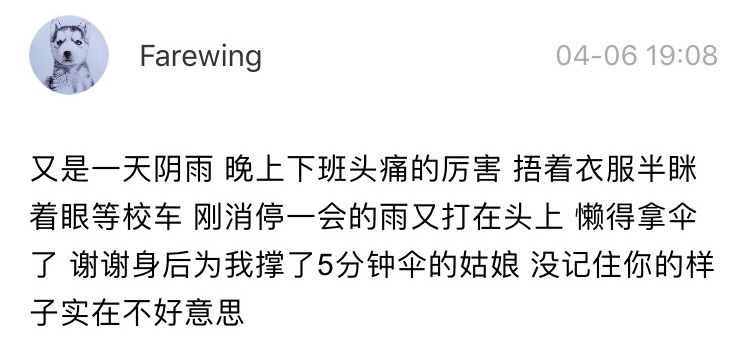 Farewing
04-06 19:08
又是一天阴雨 晚上下班头痛的厉害 捂着衣服半眯
着眼等校车 刚消停一会的雨又打在头上 懒得拿伞
了 谢谢身后为我撑了5分钟伞的姑娘 没记住你的样
子实在不好意思